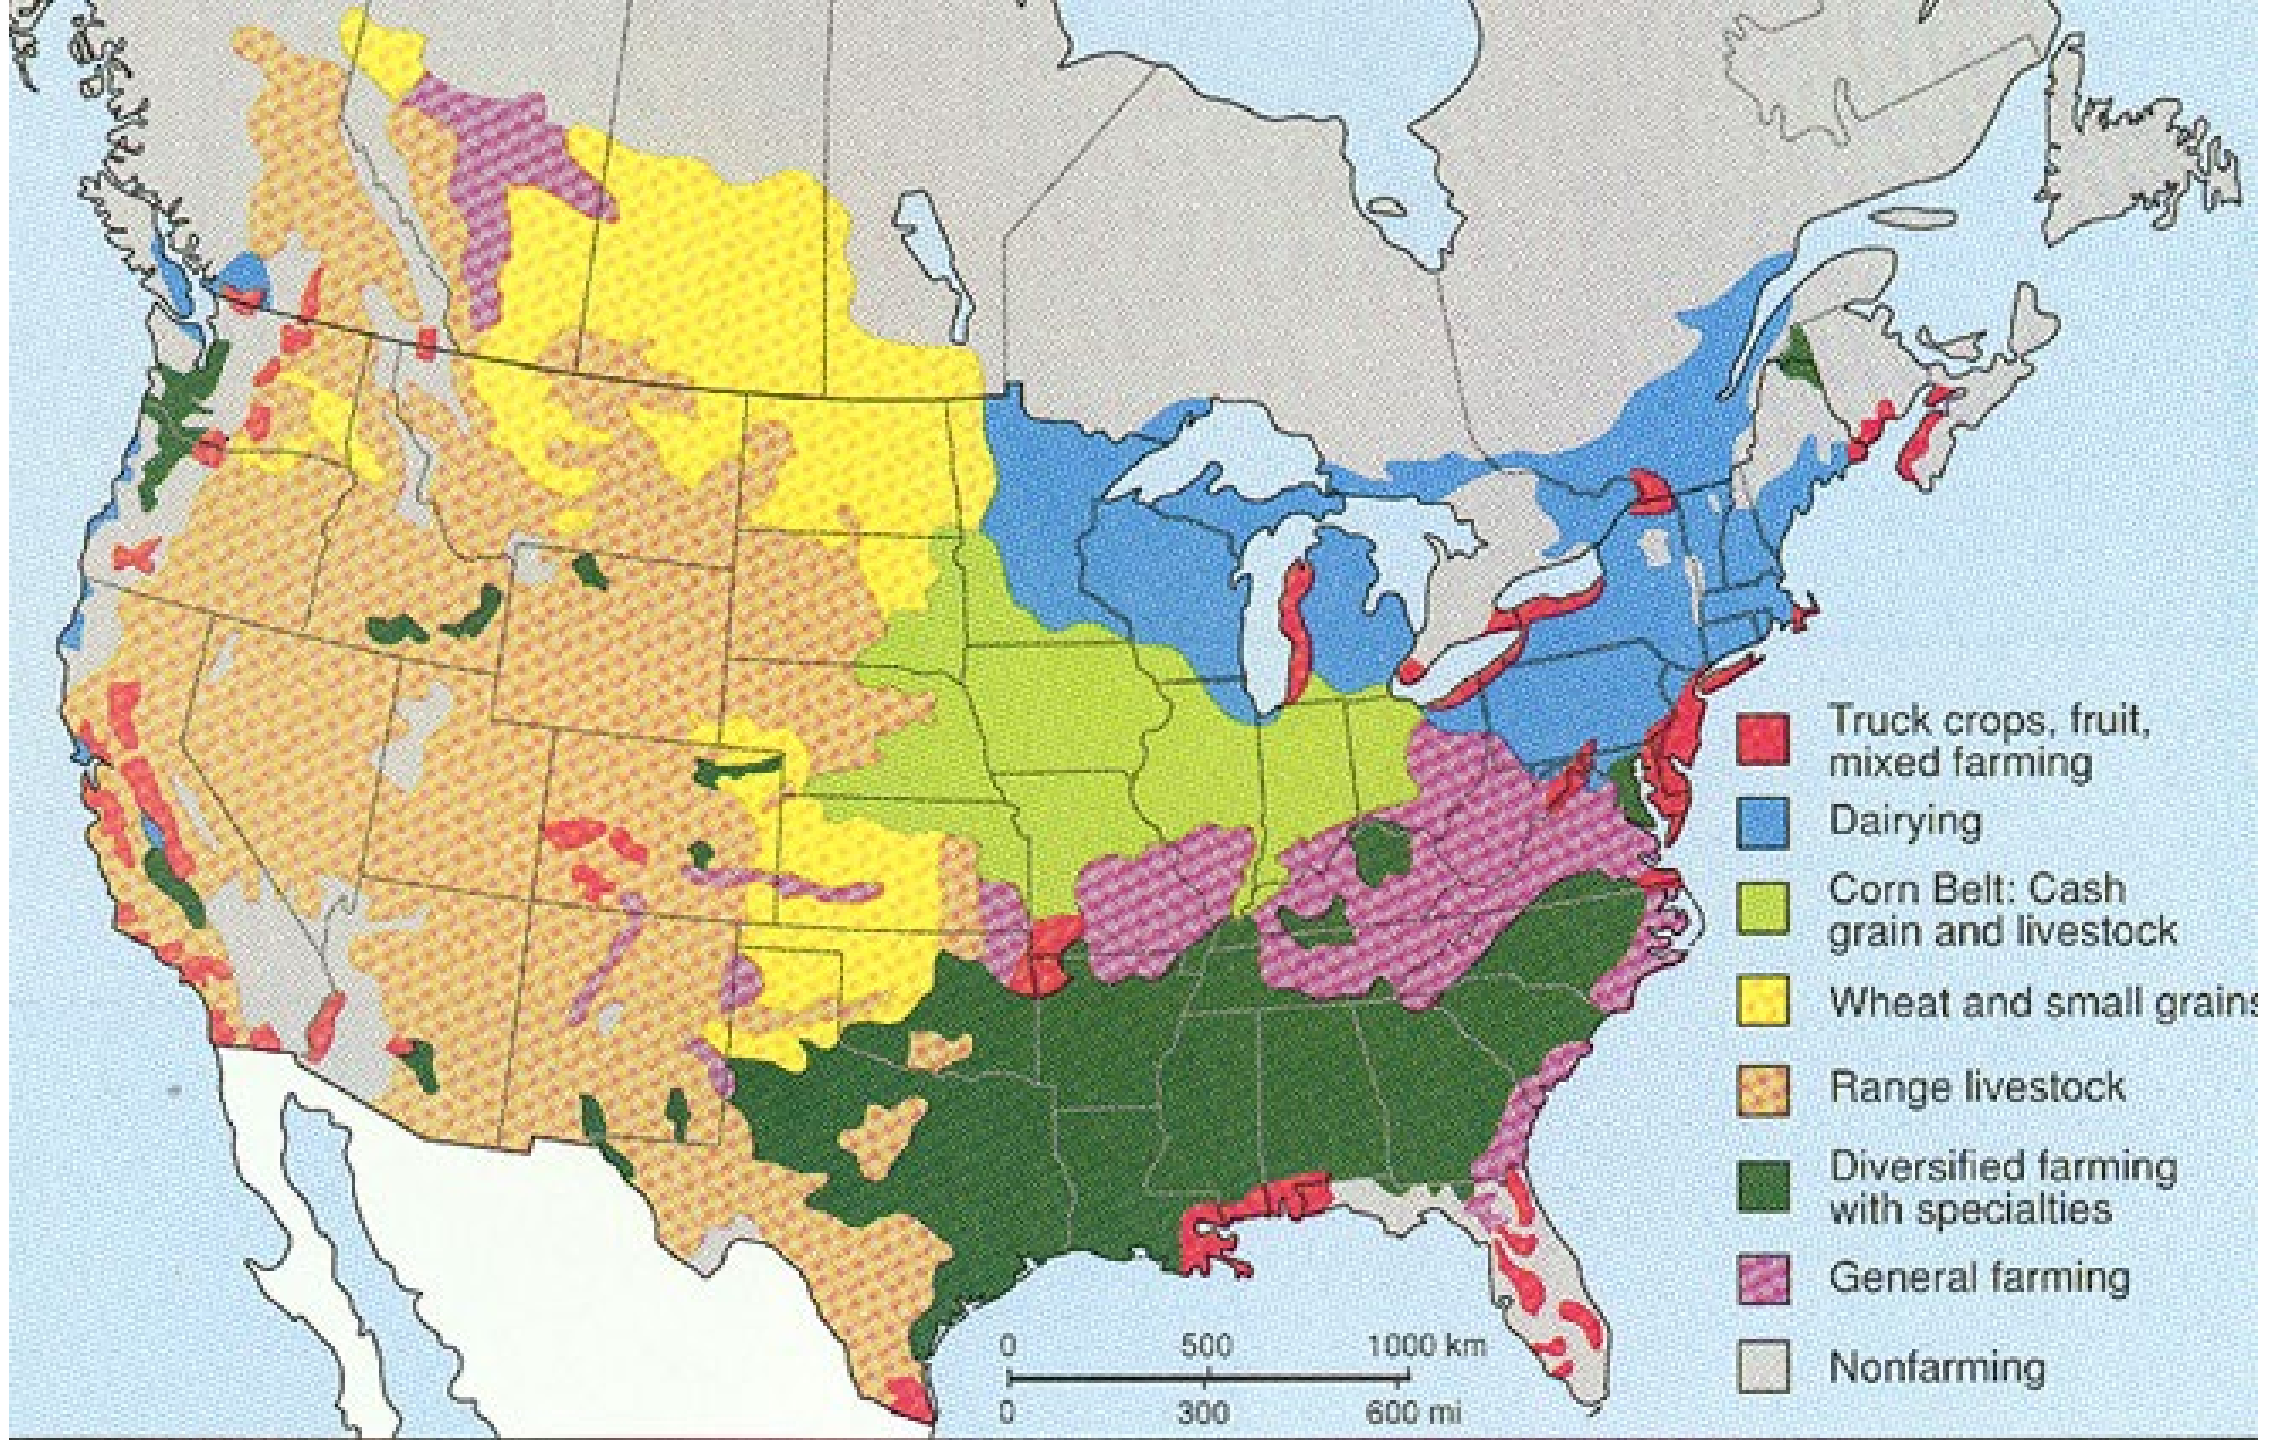 Truck crops, fruit,
mixed farming
Dairying
Corn Belt: Cash
grain and livestock
Wheat and small grains
Range livestock
Diversified farming
with specialties
General farming
Nonfarming
0 500 1000 km
0 300 600 mi